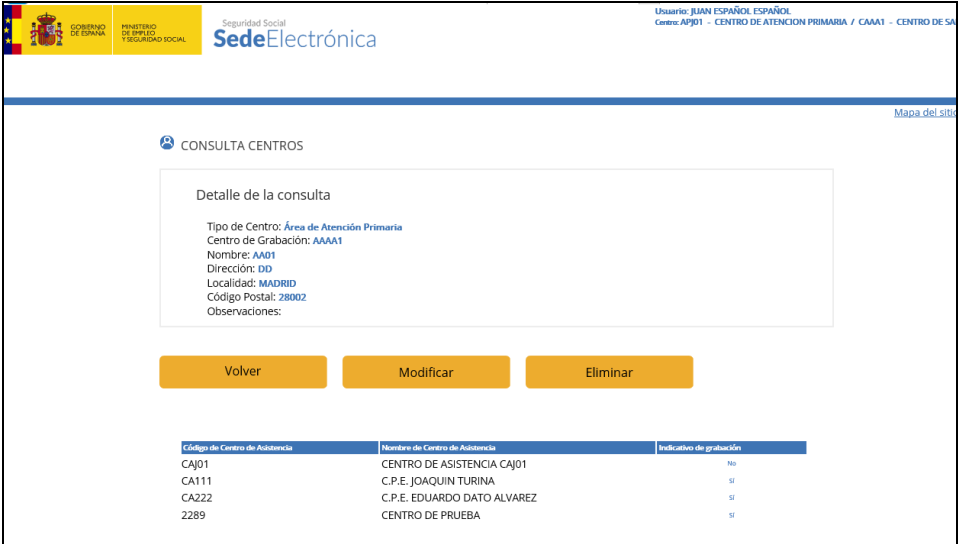 GOBIERNO
DE ESPAÑA
MINISTERIO
DE EMPLEO
Y SEGURIDAD SOCIAL
Seguridad Social
SedeElectrónica
Usuario: JUAN ESPAÑOL ESPAÑOL
Centro: APJ01 - CENTRO DE ATENCION PRIMARIA / CAAA1 - CENTRO DE SA
Mapa del sitio
CONSULTA CENTROS
Detalle de la consulta
Tipo de Centro: Área de Atención Primaria
Centro de Grabación: AAAA1
Nombre: AA01
Dirección: DD
Localidad: MADRID
Código Postal: 28002
Observaciones:
Volver Modificar Eliminar
Código de Centro de Asistencia Nombre de Centro de Asistencia Indicativo de grabación
CAJ01 CENTRO DE ASISTENCIA CAJ01 No
CA111 C.P.E. JOAQUIN TURINA SI
CA222 C.P.E. EDUARDO DATO ALVAREZ SI
2289 CENTRO DE PRUEBA SI